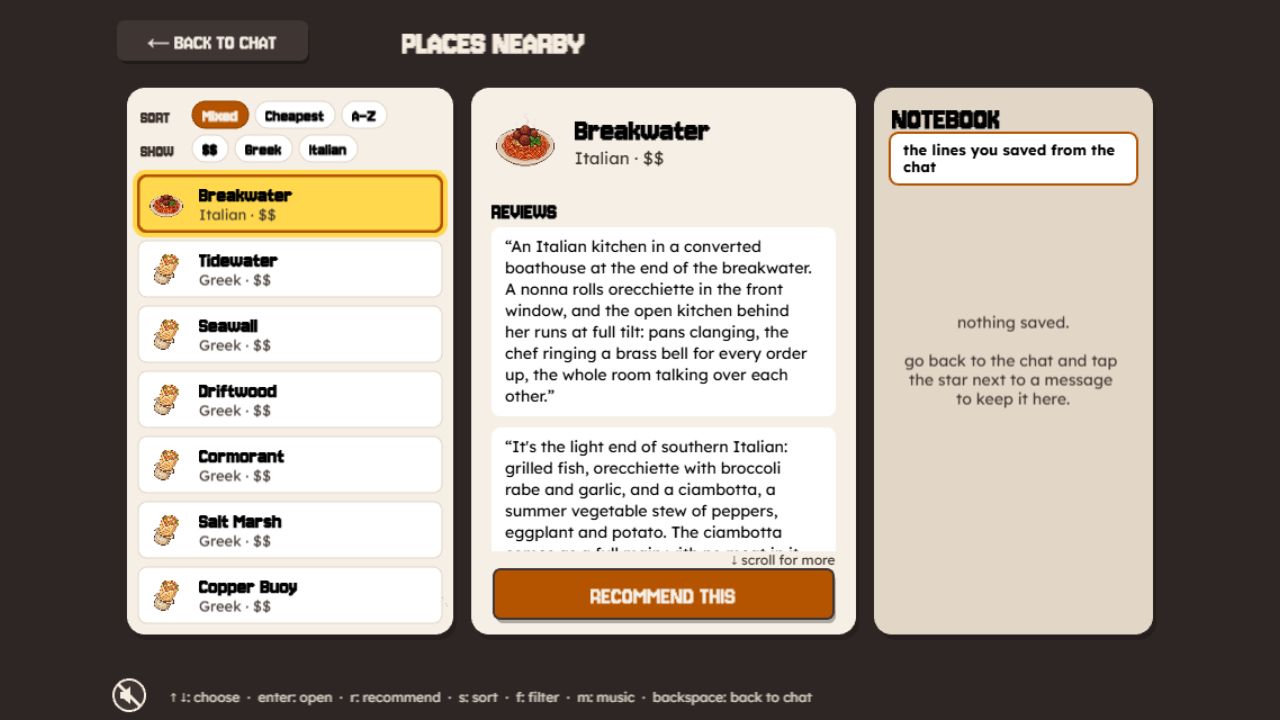 ← BACK TO CHAT
PLACES NEARBY
SORT
Mixed
Cheapest
A-Z
SHOW
$$
Greek
Italian
Breakwater
Italian · $$
Tidewater
Greek · $$
Seawall
Greek · $$
Driftwood
Greek · $$
Cormorant
Greek · $$
Salt Marsh
Greek · $$
Copper Buoy
Greek · $$
Breakwater
Italian · $$
REVIEWS
“An Italian kitchen in a converted
boathouse at the end of the breakwater.
A nonna rolls orecchiette in the front
window, and the open kitchen behind
her runs at full tilt: pans clanging, the
chef ringing a brass bell for every order
up, the whole room talking over each
other.”
“It's the light end of southern Italian:
grilled fish, orecchiette with broccoli
rabe and garlic, and a ciambotta, a
summer vegetable stew of peppers,
eggplant and potato. The ciambotta
↓ scroll for more
RECOMMEND THIS
NOTEBOOK
the lines you saved from the
chat
nothing saved.
go back to the chat and tap
the star next to a message
to keep it here.
↑ ↓: choose · enter: open · r: recommend · s: sort · f: filter · m: music · backspace: back to chat